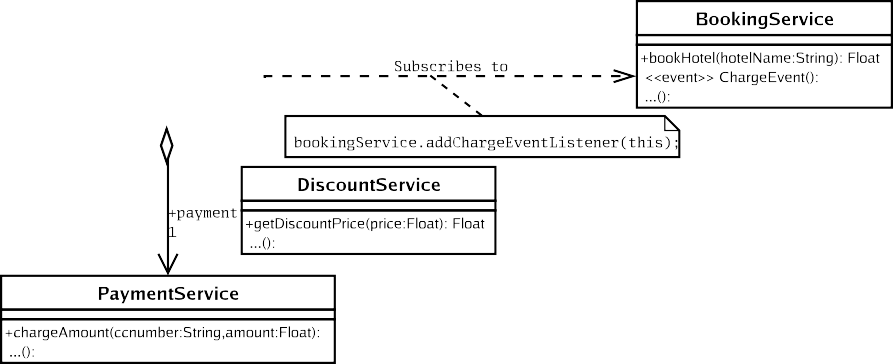 BookingService
+bookHotel(hotelName:String): Float
<<event>> ChargeEvent():
...():
Subscribes to
bookingService.addChargeEventListener(this);
DiscountService
+getDiscountPrice(price:Float): Float
...():
+payment
1
PaymentService
+chargeAmount(ccnumber:String,amount:Float):
...():